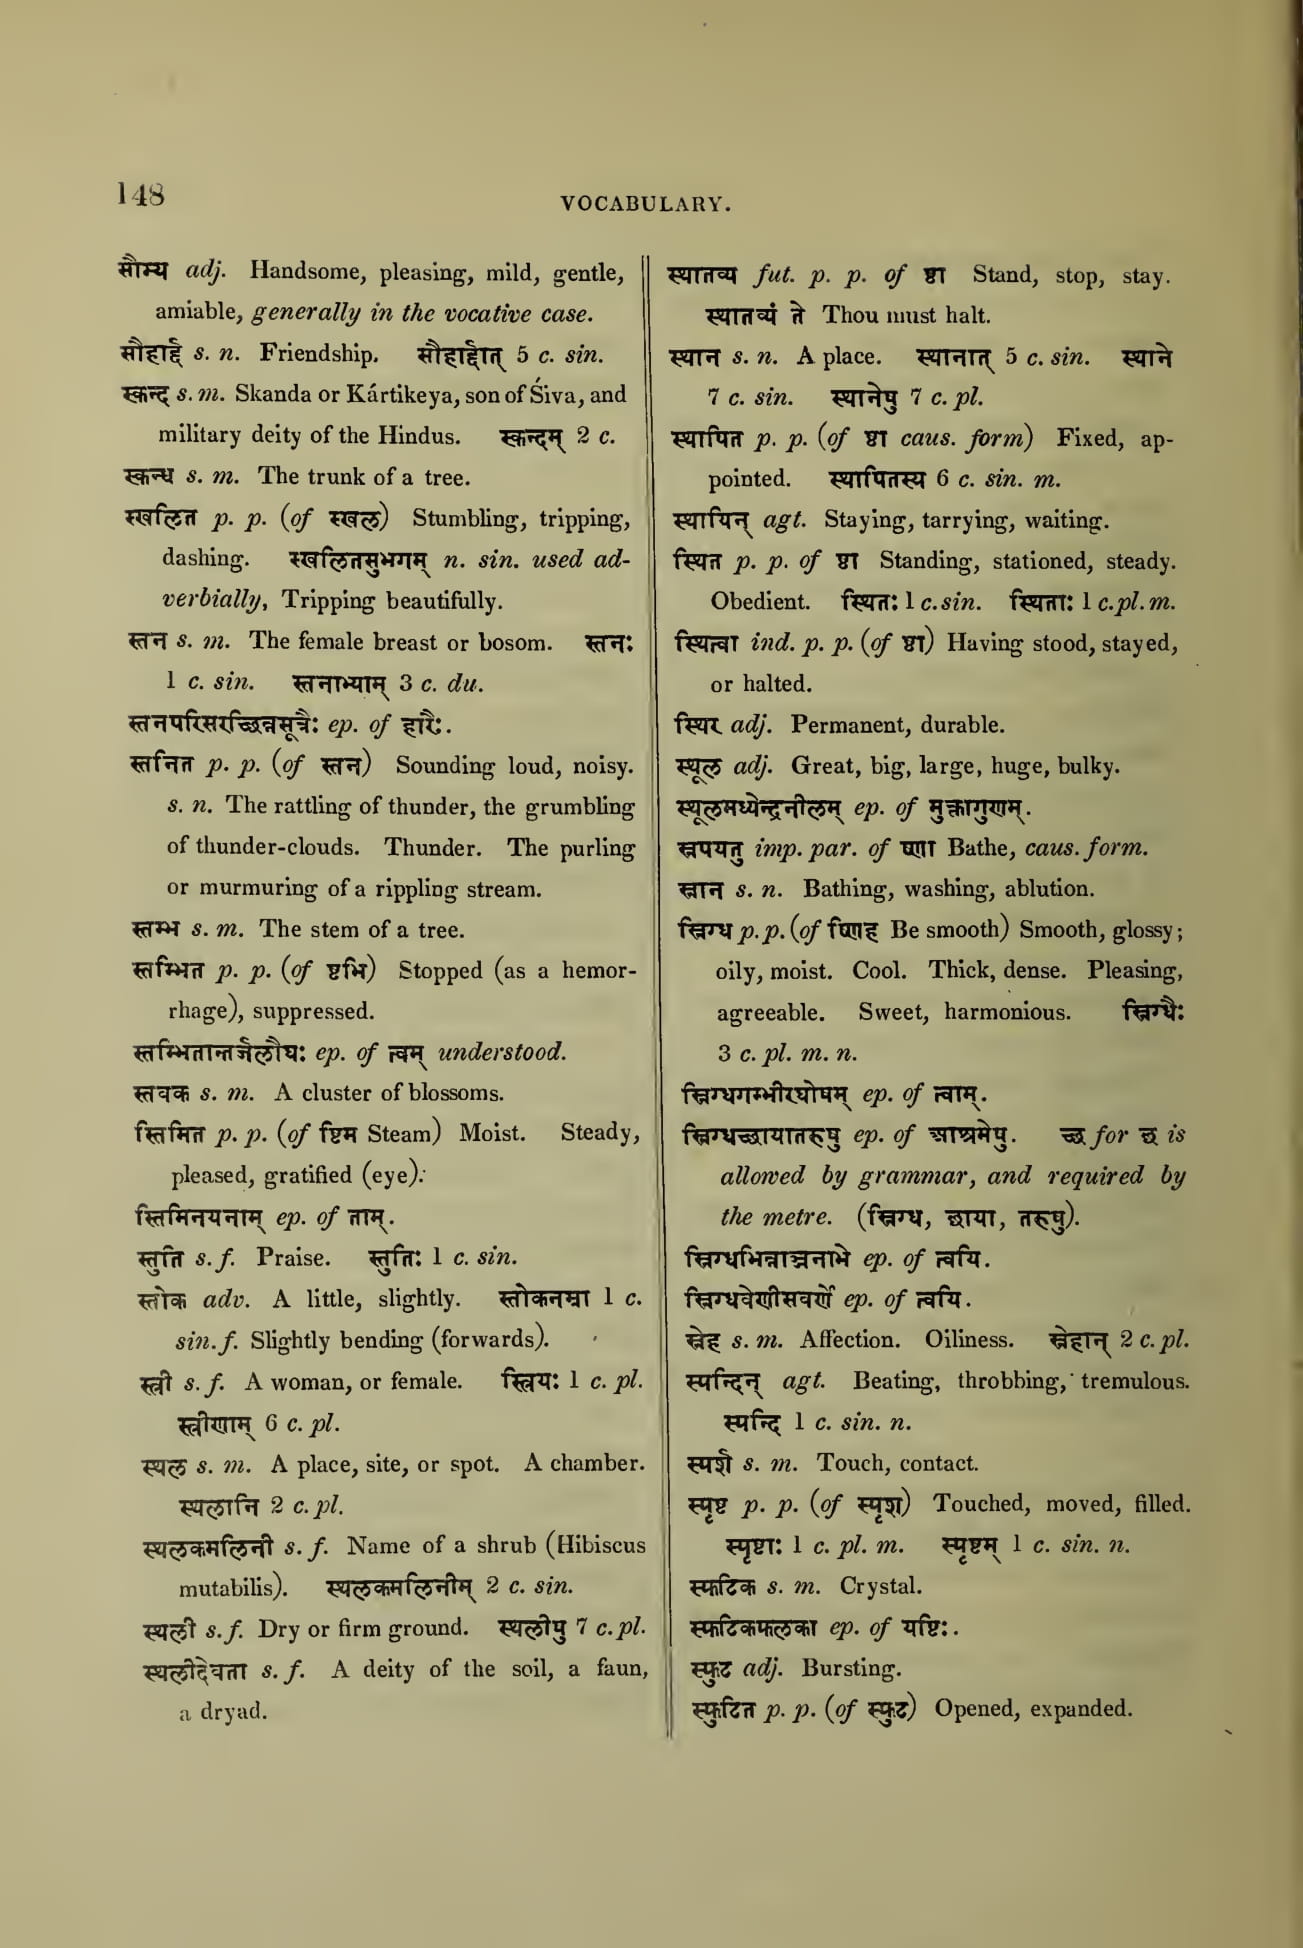 148
VOCABULARY.
सौम्य adj. Handsome, pleasing, mild, gentle,
amiable, generally in the vocative case.
सौहार्द्द s. n. Friendship. सौहार्द्दात् 5 c. sin.
स्कन्द s. m. Skanda or Kártikeya, son of Śiva, and
military deity of the Hindus. स्कन्दम् 2 c.
स्कन्ध s. m. The trunk of a tree.
स्खलित p. p. (of स्खल) Stumbling, tripping,
dashing. स्खलितसुभगम् n. sin. used ad-
verbially, Tripping beautifully.
स्तन s. m. The female breast or bosom. स्तनः
1 c. sin. स्तनाभ्याम् 3 c. du.
स्तनपरिसरच्छिन्नसूत्रैः ep. of हारैः.
स्तनित p. p. (of स्तन) Sounding loud, noisy.
s. n. The rattling of thunder, the grumbling
of thunder-clouds. Thunder. The purling
or murmuring of a rippling stream.
स्तम्भ s. m. The stem of a tree.
स्तम्भित p. p. (of ष्टभि) Stopped (as a hemor-
rhage), suppressed.
स्तम्भितान्तर्ज्जलौघः ep. of त्वम् understood.
स्तवक s. m. A cluster of blossoms.
स्तिमित p. p. (of ष्टिम Steam) Moist. Steady,
pleased, gratified (eye).
स्तिमिनयनाम् ep. of ताम्.
स्तुति s. f. Praise. स्तुतिः 1 c. sin.
स्तोक adv. A little, slightly. स्तोकनम्रा 1 c.
sin. f. Slightly bending (forwards).
स्त्री s. f. A woman, or female. स्त्रियः 1 c. pl.
स्त्रीणाम् 6 c. pl.
स्थल s. m. A place, site, or spot. A chamber.
स्थलानि 2 c. pl.
स्थलकमलिनी s. f. Name of a shrub (Hibiscus
mutabilis). स्थलकमलिनीम् 2 c. sin.
स्थली s. f. Dry or firm ground. स्थलीषु 7 c. pl.
स्थलीदेवता s. f. A deity of the soil, a faun,
a dryad.
स्थातव्य fut. p. p. of ष्ठा Stand, stop, stay.
स्थातव्यं ते Thou must halt.
स्थान s. n. A place. स्थानात् 5 c. sin. स्थाने
7 c. sin. स्थानेषु 7 c. pl.
स्थापित p. p. (of ष्ठा caus. form) Fixed, ap-
pointed. स्थापितस्य 6 c. sin. m.
स्थायिन् agt. Staying, tarrying, waiting.
स्थित p. p. of ष्ठा Standing, stationed, steady.
Obedient. स्थितः 1 c. sin. स्थिताः 1 c. pl. m.
स्थित्वा ind. p. p. (of ष्ठा) Having stood, stayed,
or halted.
स्थिर adj. Permanent, durable.
स्थूल adj. Great, big, large, huge, bulky.
स्थूलमध्येन्द्रनीलम् ep. of मुक्तागुणम्.
स्नपयतु imp. par. of ष्णा Bathe, caus. form.
स्नान s. n. Bathing, washing, ablution.
स्निग्ध p. p. (of ष्णिह Be smooth) Smooth, glossy;
oily, moist. Cool. Thick, dense. Pleasing,
agreeable. Sweet, harmonious. स्निग्धैः
3 c. pl. m. n.
स्निग्धगम्भीरघोषम् ep. of त्वाम्.
स्निग्धच्छायातरुषु ep. of आश्रमेषु. च्छ for छ is
allowed by grammar, and required by
the metre. (स्निग्ध, छाया, तरुषु).
स्निग्धभिन्नाञ्जनाभे ep. of त्वयि.
स्निग्धवेणीसवर्णे ep. of त्वयि.
स्नेह s. m. Affection. Oiliness. स्नेहान् 2 c. pl.
स्पन्दिन् agt. Beating, throbbing, tremulous.
स्पन्दि 1 c. sin. n.
स्पर्श s. m. Touch, contact.
स्पृष्ट p. p. (of स्पृश) Touched, moved, filled.
स्पृष्टाः 1 c. pl. m. स्पृष्टम् 1 c. sin. n.
स्फटिक s. m. Crystal.
स्फटिकफलका ep. of यष्टिः.
स्फुट adj. Bursting.
स्फुटित p. p. (of स्फुट) Opened, expanded.